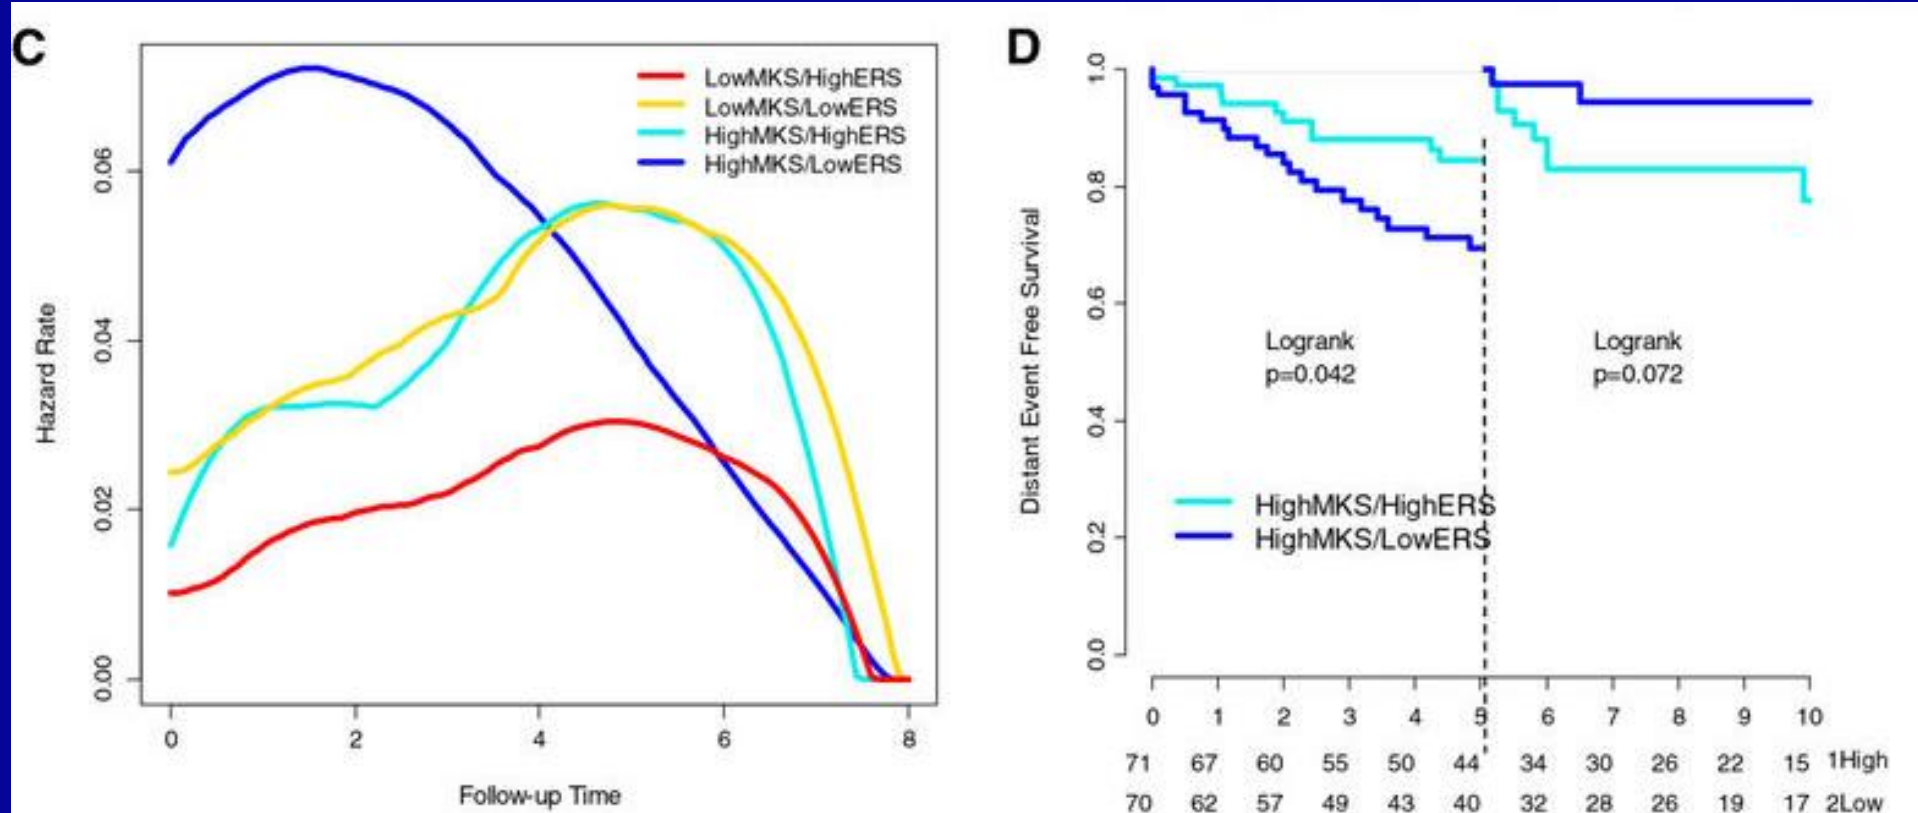 C
LowMKS/HighERS
LowMKS/LowERS
HighMKS/HighERS
HighMKS/LowERS
Hazard Rate
0.06
0.04
0.02
0.00
0 2 4 6 8
Follow-up Time
D
Distant Event Free Survival
1.0
0.8
0.6
0.4
0.2
0.0
Logrank
p=0.042
Logrank
p=0.072
HighMKS/HighERS
HighMKS/LowERS
0 1 2 3 4 5 6 7 8 9 10
71 67 60 55 50 44 34 30 26 22 15 1High
70 62 57 49 43 40 32 28 26 19 17 2Low